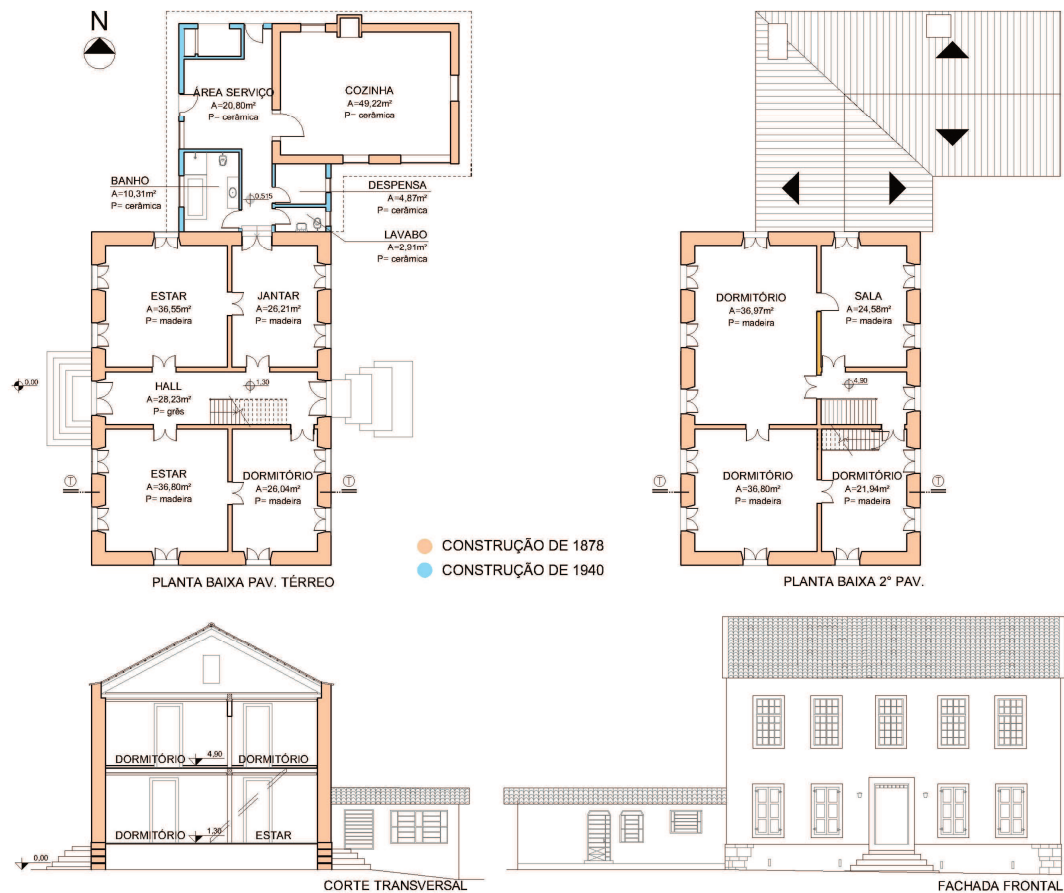 N
ÁREA SERVIÇO
A=20,80m²
P= cerâmica
COZINHA
A=49,22m²
P= cerâmica
BANHO
A=10,31m²
P= cerâmica
0,515
DESPENSA
A=4,87m²
P= cerâmica
LAVABO
A=2,91m²
P= cerâmica
ESTAR
A=36,55m²
P= madeira
JANTAR
A=26,21m²
P= madeira
0,00
HALL
A=28,23m²
P= grês
1,30
ESTAR
A=36,80m²
P= madeira
DORMITÓRIO
A=26,04m²
P= madeira
T
T
PLANTA BAIXA PAV. TÉRREO
DORMITÓRIO
A=36,97m²
P= madeira
SALA
A=24,58m²
P= madeira
4,90
DORMITÓRIO
A=36,80m²
P= madeira
DORMITÓRIO
A=21,94m²
P= madeira
T
T
PLANTA BAIXA 2° PAV.
CONSTRUÇÃO DE 1878
CONSTRUÇÃO DE 1940
DORMITÓRIO
4,90
DORMITÓRIO
DORMITÓRIO
1,30
ESTAR
0,00
CORTE TRANSVERSAL
FACHADA FRONTAL